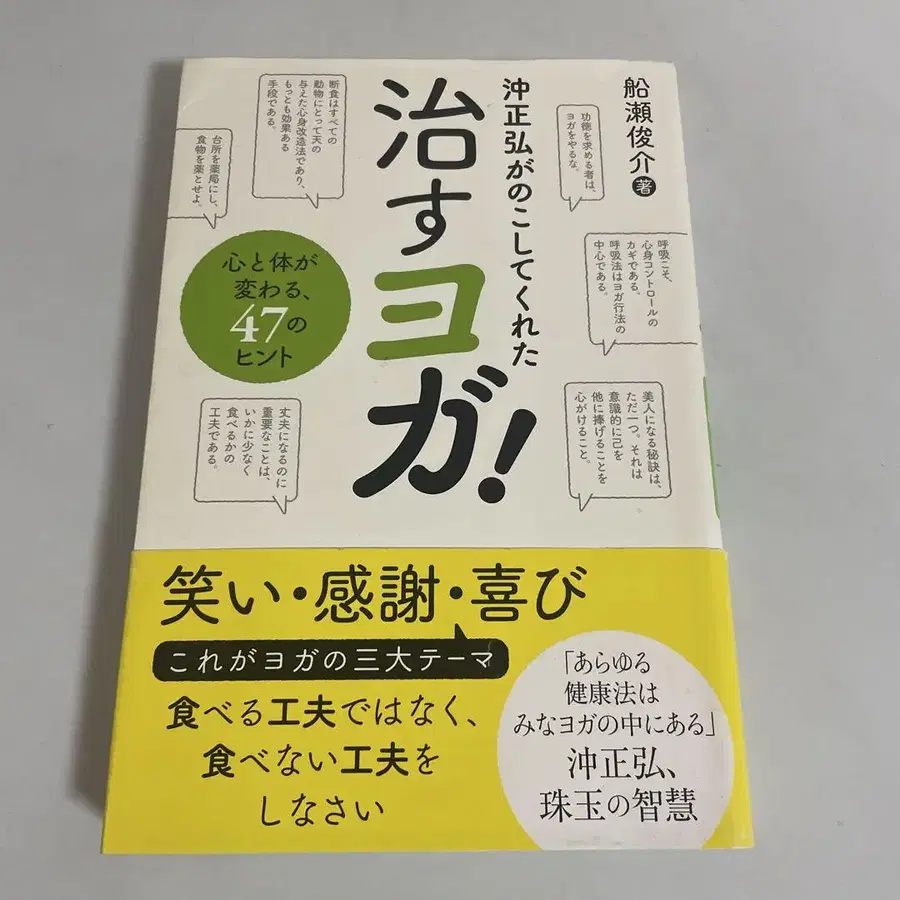 船瀬俊介 著
沖正弘がのこしてくれた
治すヨガ!
功徳を求める者は、
ヨガをやるな。
呼吸こそ、
心身コントロールの
カギである。
呼吸法はヨガ行法の
中心である。
美人になる秘訣は、
ただ一つ。それは
意識的に己を
他に捧げることを
心がけること。
断食はすべての
動物にとって天の
与えた心身改造法であり、
もっとも効果ある
手段である。
台所を薬局にし、
食物を薬とせよ。
心と体が
変わる、
47の
ヒント
丈夫になるのに
重要なことは、
いかに少なく
食べるかの
工夫である。
笑い・感謝・喜び
これがヨガの三大テーマ
食べる工夫ではなく、
食べない工夫を
しなさい
「あらゆる
健康法は
みなヨガの中にある」
沖正弘、
珠玉の智慧